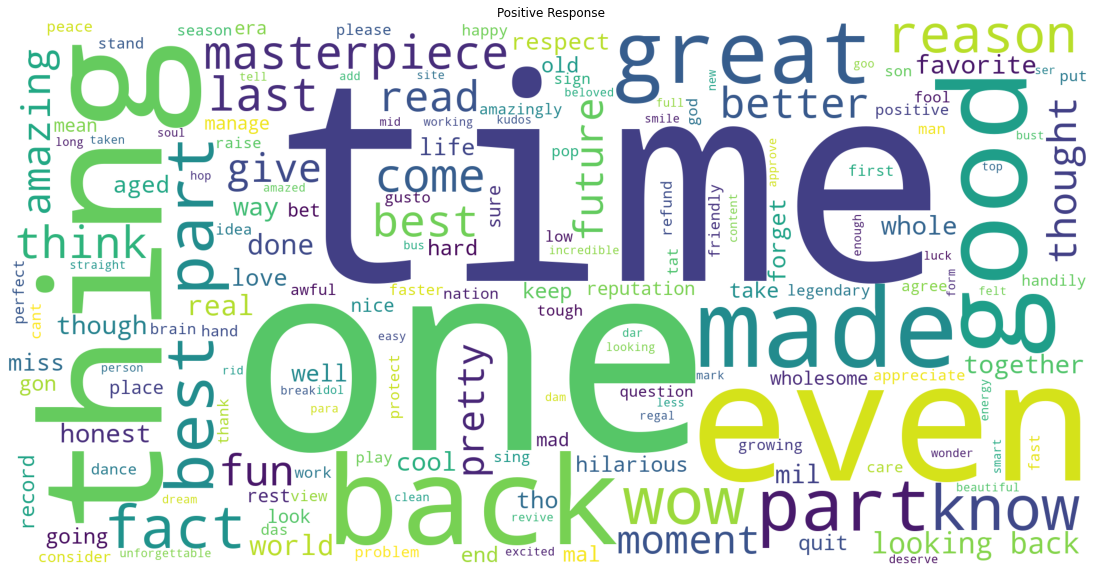 Positive Response
peace
season
era
please
happy
respect
great
reason
stand
masterpiece
old
favorite
son
ser
put
amazing
tell
add
site
sign
beloved
new
goo
mean
last
read
amazingly
full
god
better
positive
fool
thing
long
soul
taken
manage
mid
working
kudos
smile
man
bust
raise
life
pop
future
time
good
thought
aged
part
hop
give
amazed
come
gusto
sure
tat
refund
friendly
content
approve
forget
first
top
way
bet
best
bus
hard
low
incredible
whole
enough
luck
think
straight
idea
done
love
awful
faster
nation
keep
reputation
take
legendary
agree
form
felt
handily
perfect
cant
real
nice
tough
though
brain
hand
one
easy
dar
looking
made
together
miss
gon
person
place
rid
well
break
idol
para
protect
pretty
dam
question
less
regal
mark
wholesome
appreciate
energy
even
honest
best part
thank
mad
growing
wonder
smart
fast
record
dance
fun
work
play
cool
sing
hilarious
mil
care
beautiful
dream
rest
view
back
clean
tho
revive
wow
part
know
going
fact
look
das
world
problem
end
excited
mal
moment
quit
looking back
consider
unforgettable
deserve